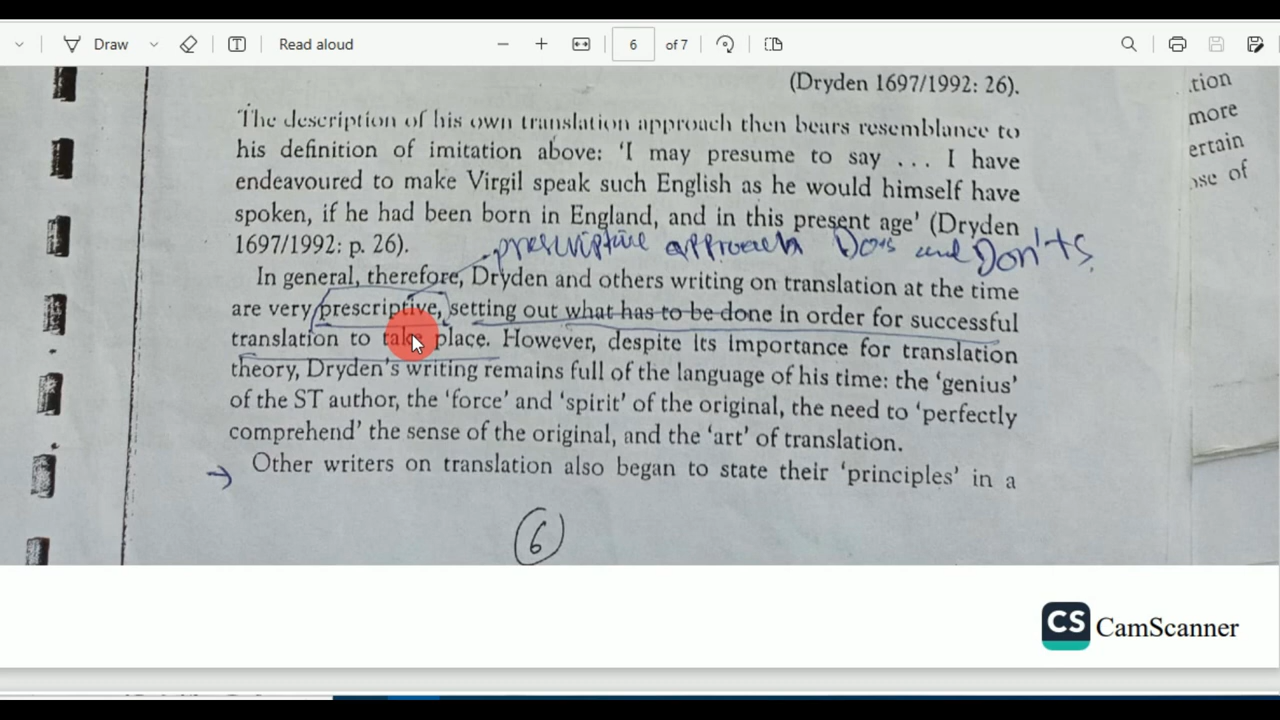 Draw
Read aloud
6 of 7
(Dryden 1697/1992: 26).
The description of his own translation approach then bears resemblance to
his definition of imitation above: 'I may presume to say ... I have
endeavoured to make Virgil speak such English as he would himself have
spoken, if he had been born in England, and in this present age' (Dryden
1697/1992: p. 26).
prescriptive approach Do's and Don'ts.
In general, therefore, Dryden and others writing on translation at the time
are very prescriptive, setting out what has to be done in order for successful
translation to take place. However, despite its importance for translation
theory, Dryden's writing remains full of the language of his time: the 'genius'
of the ST author, the 'force' and 'spirit' of the original, the need to 'perfectly
comprehend' the sense of the original, and the 'art' of translation.
Other writers on translation also began to state their 'principles' in a
6
tion
more
ertain
ose of
CS CamScanner